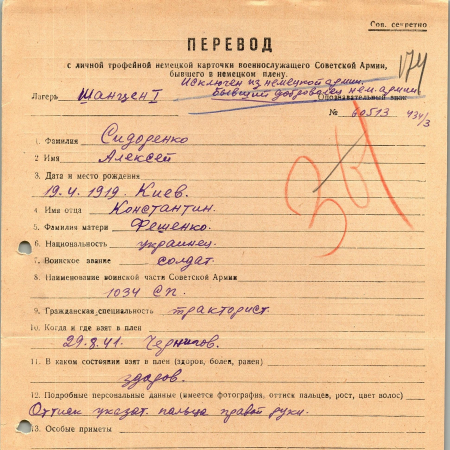 Сов. секретно
ПЕРЕВОД
с личной трофейной немецкой карточки военнослужащего Советской Армии,
бывшего в немецком плену.
Исключен из немецкой армии.
Бывший доброволец нем. армии
174
Лагерь Шанцен I Опознавательный знак
№ 60513 434/3
1. Фамилия Сидоренко
2. Имя Алексей
3. Дата и место рождения
19.4.1919. Киев.
4. Имя отца Константин.
5. Фамилия матери Фещенко.
6. Национальность украинец.
7. Воинское звание солдат.
8. Наименование воинской части Советской Армии
1034 СП.
9. Гражданская специальность тракторист.
10. Когда и где взят в плен
29.8.41. Чернигов.
11. В каком состоянии взят в плен (здоров, болен, ранен)
здоров.
12. Подробные персональные данные (имеется фотография, оттиск пальцев, рост, цвет волос)
Оттиск указат. пальца правой руки.
13. Особые приметы